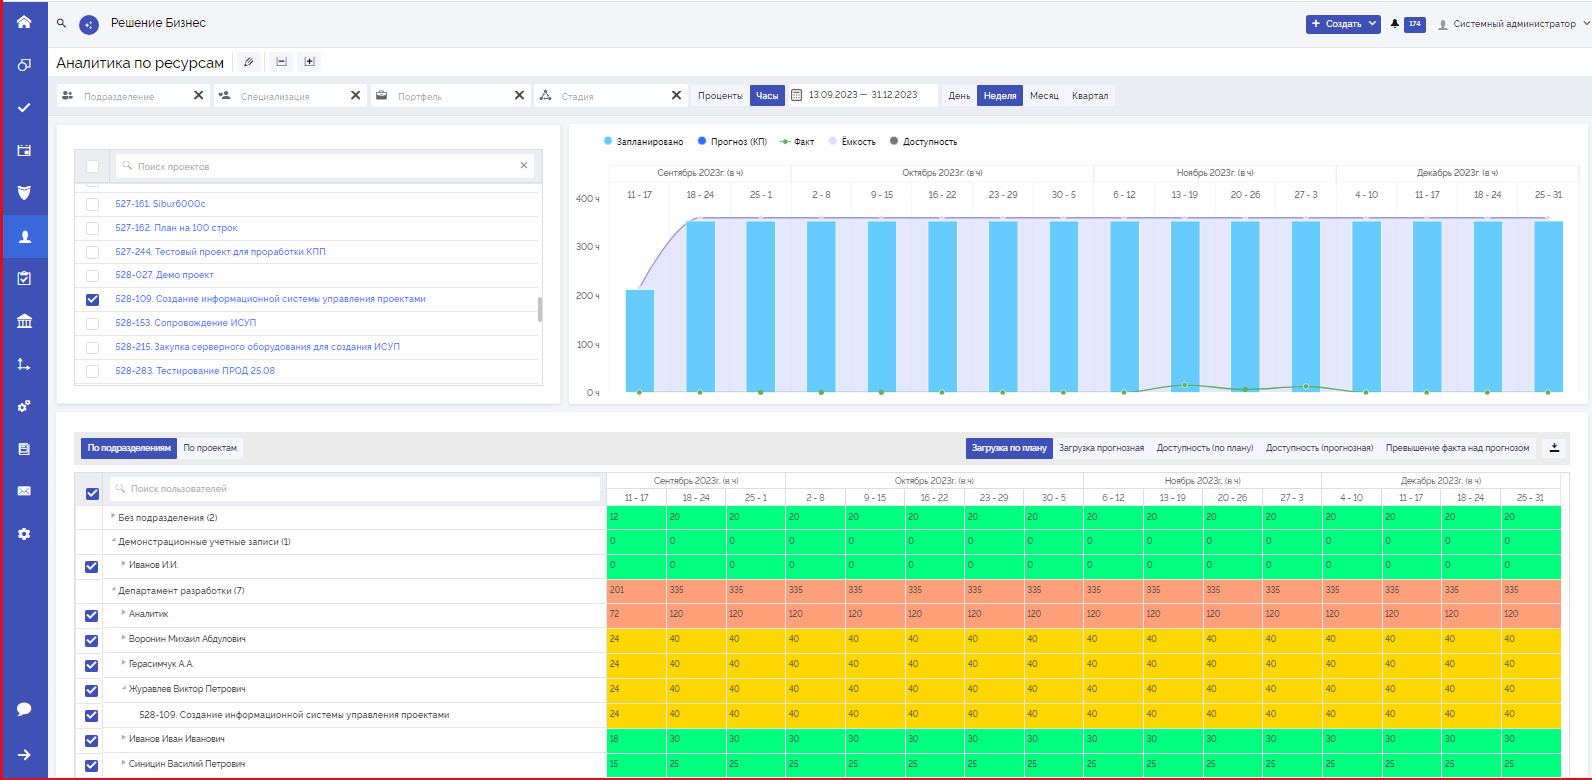 Решение Бизнес
Создать
174
Системный администратор
Аналитика по ресурсам
Подразделение Специализация Портфель Стадия Проценты Часы 13.09.2023 — 31.12.2023 День Неделя Месяц Квартал
Поиск проектов
527-161. Sibur6000c
527-162. План на 100 строк
527-244. Тестовый проект для проработки КПП
528-027. Демо проект
528-109. Создание информационной системы управления проектами
528-153. Сопровождение ИСУП
528-215. Закупка серверного оборудования для создания ИСУП
528-283. Тестирование ПРОД 25.08
Запланировано Прогноз (КП) Факт Ёмкость Доступность
Сентябрь 2023г. (в ч) Октябрь 2023г. (в ч) Ноябрь 2023г. (в ч) Декабрь 2023г. (в ч)
11 - 17 18 - 24 25 - 1 2 - 8 9 - 15 16 - 22 23 - 29 30 - 5 6 - 12 13 - 19 20 - 26 27 - 3 4 - 10 11 - 17 18 - 24 25 - 31
400 ч
300 ч
200 ч
100 ч
0 ч
По подразделениям По проектам
Загрузка по плану Загрузка прогнозная Доступность (по плану) Доступность (прогнозная) Превышение факта над прогнозом
Поиск пользователей
Сентябрь 2023г. (в ч) Октябрь 2023г. (в ч) Ноябрь 2023г. (в ч) Декабрь 2023г. (в ч)
11 - 17 18 - 24 25 - 1 2 - 8 9 - 15 16 - 22 23 - 29 30 - 5 6 - 12 13 - 19 20 - 26 27 - 3 4 - 10 11 - 17 18 - 24 25 - 31
Без подразделения (2) 12 20 20 20 20 20 20 20 20 20 20 20 20 20 20 20
Демонстрационные учетные записи (1) 0 0 0 0 0 0 0 0 0 0 0 0 0 0 0 0
Иванов И.И. 0 0 0 0 0 0 0 0 0 0 0 0 0 0 0 0
Департамент разработки (7) 201 335 335 335 335 335 335 335 335 335 335 335 335 335 335 335
Аналитик 72 120 120 120 120 120 120 120 120 120 120 120 120 120 120 120
Воронин Михаил Абдулович 24 40 40 40 40 40 40 40 40 40 40 40 40 40 40 40
Герасимчук А.А. 24 40 40 40 40 40 40 40 40 40 40 40 40 40 40 40
Журавлев Виктор Петрович 24 40 40 40 40 40 40 40 40 40 40 40 40 40 40 40
528-109. Создание информационной системы управления проектами 24 40 40 40 40 40 40 40 40 40 40 40 40 40 40 40
Иванов Иван Иванович 18 30 30 30 30 30 30 30 30 30 30 30 30 30 30 30
Синицин Василий Петрович 15 25 25 25 25 25 25 25 25 25 25 25 25 25 25 25